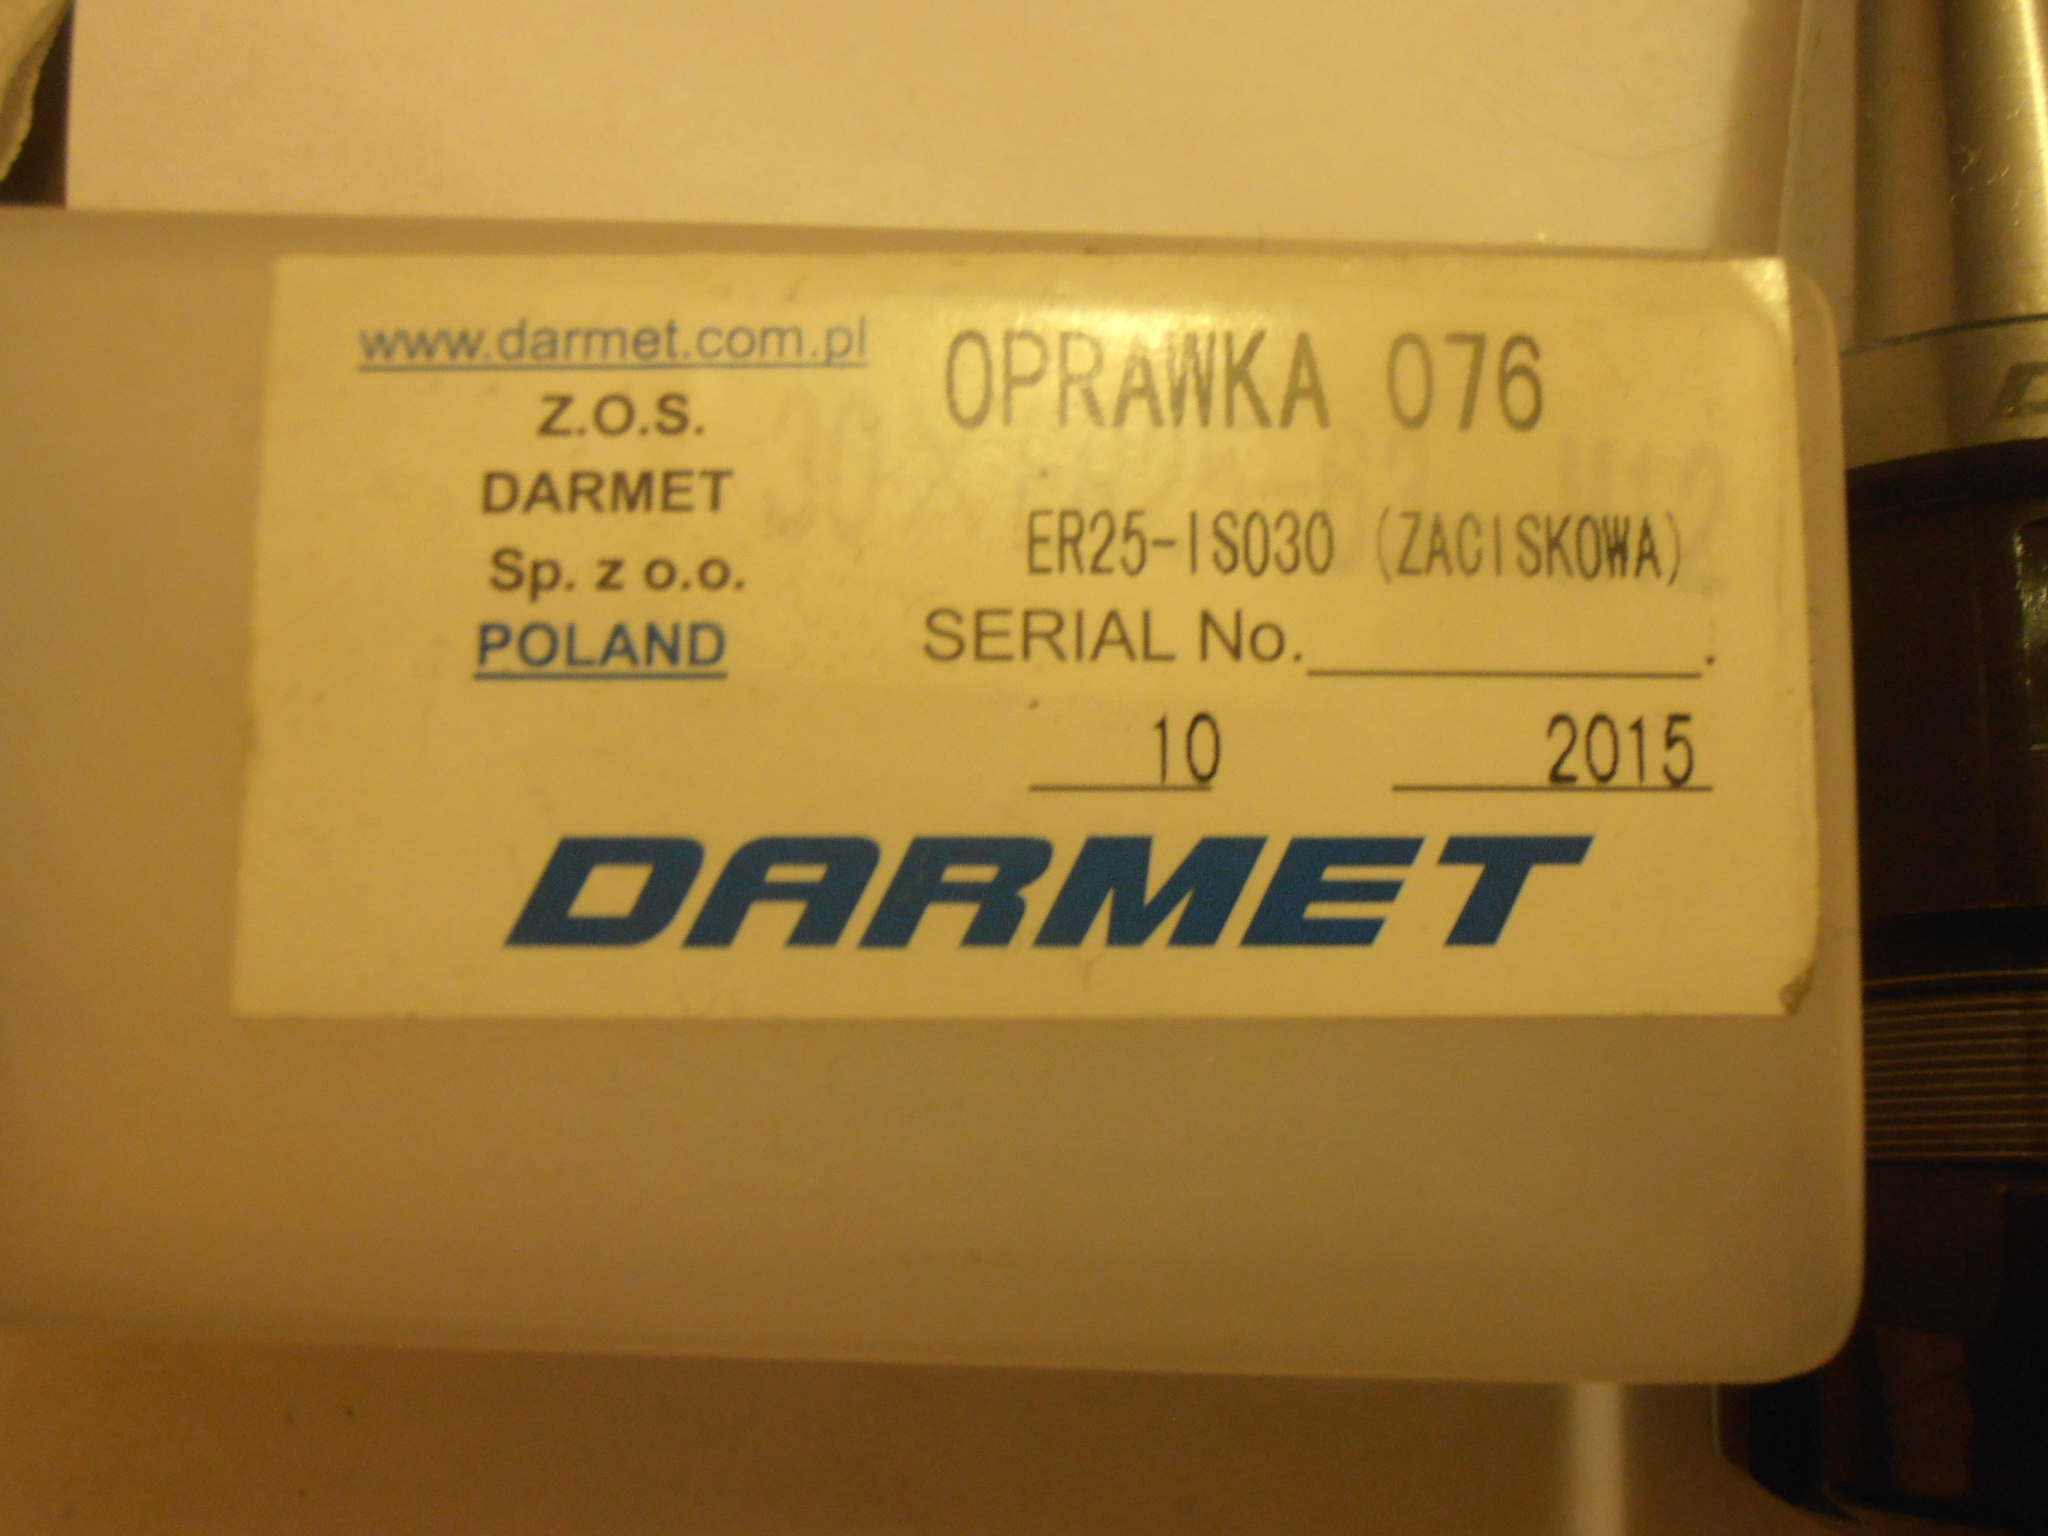 www.darmet.com.pl
Z.O.S.
DARMET
Sp. z o.o.
POLAND
OPRAWKA 076
ER25-ISO30 (ZACISKOWA)
SERIAL No. .
10 2015
DARMET